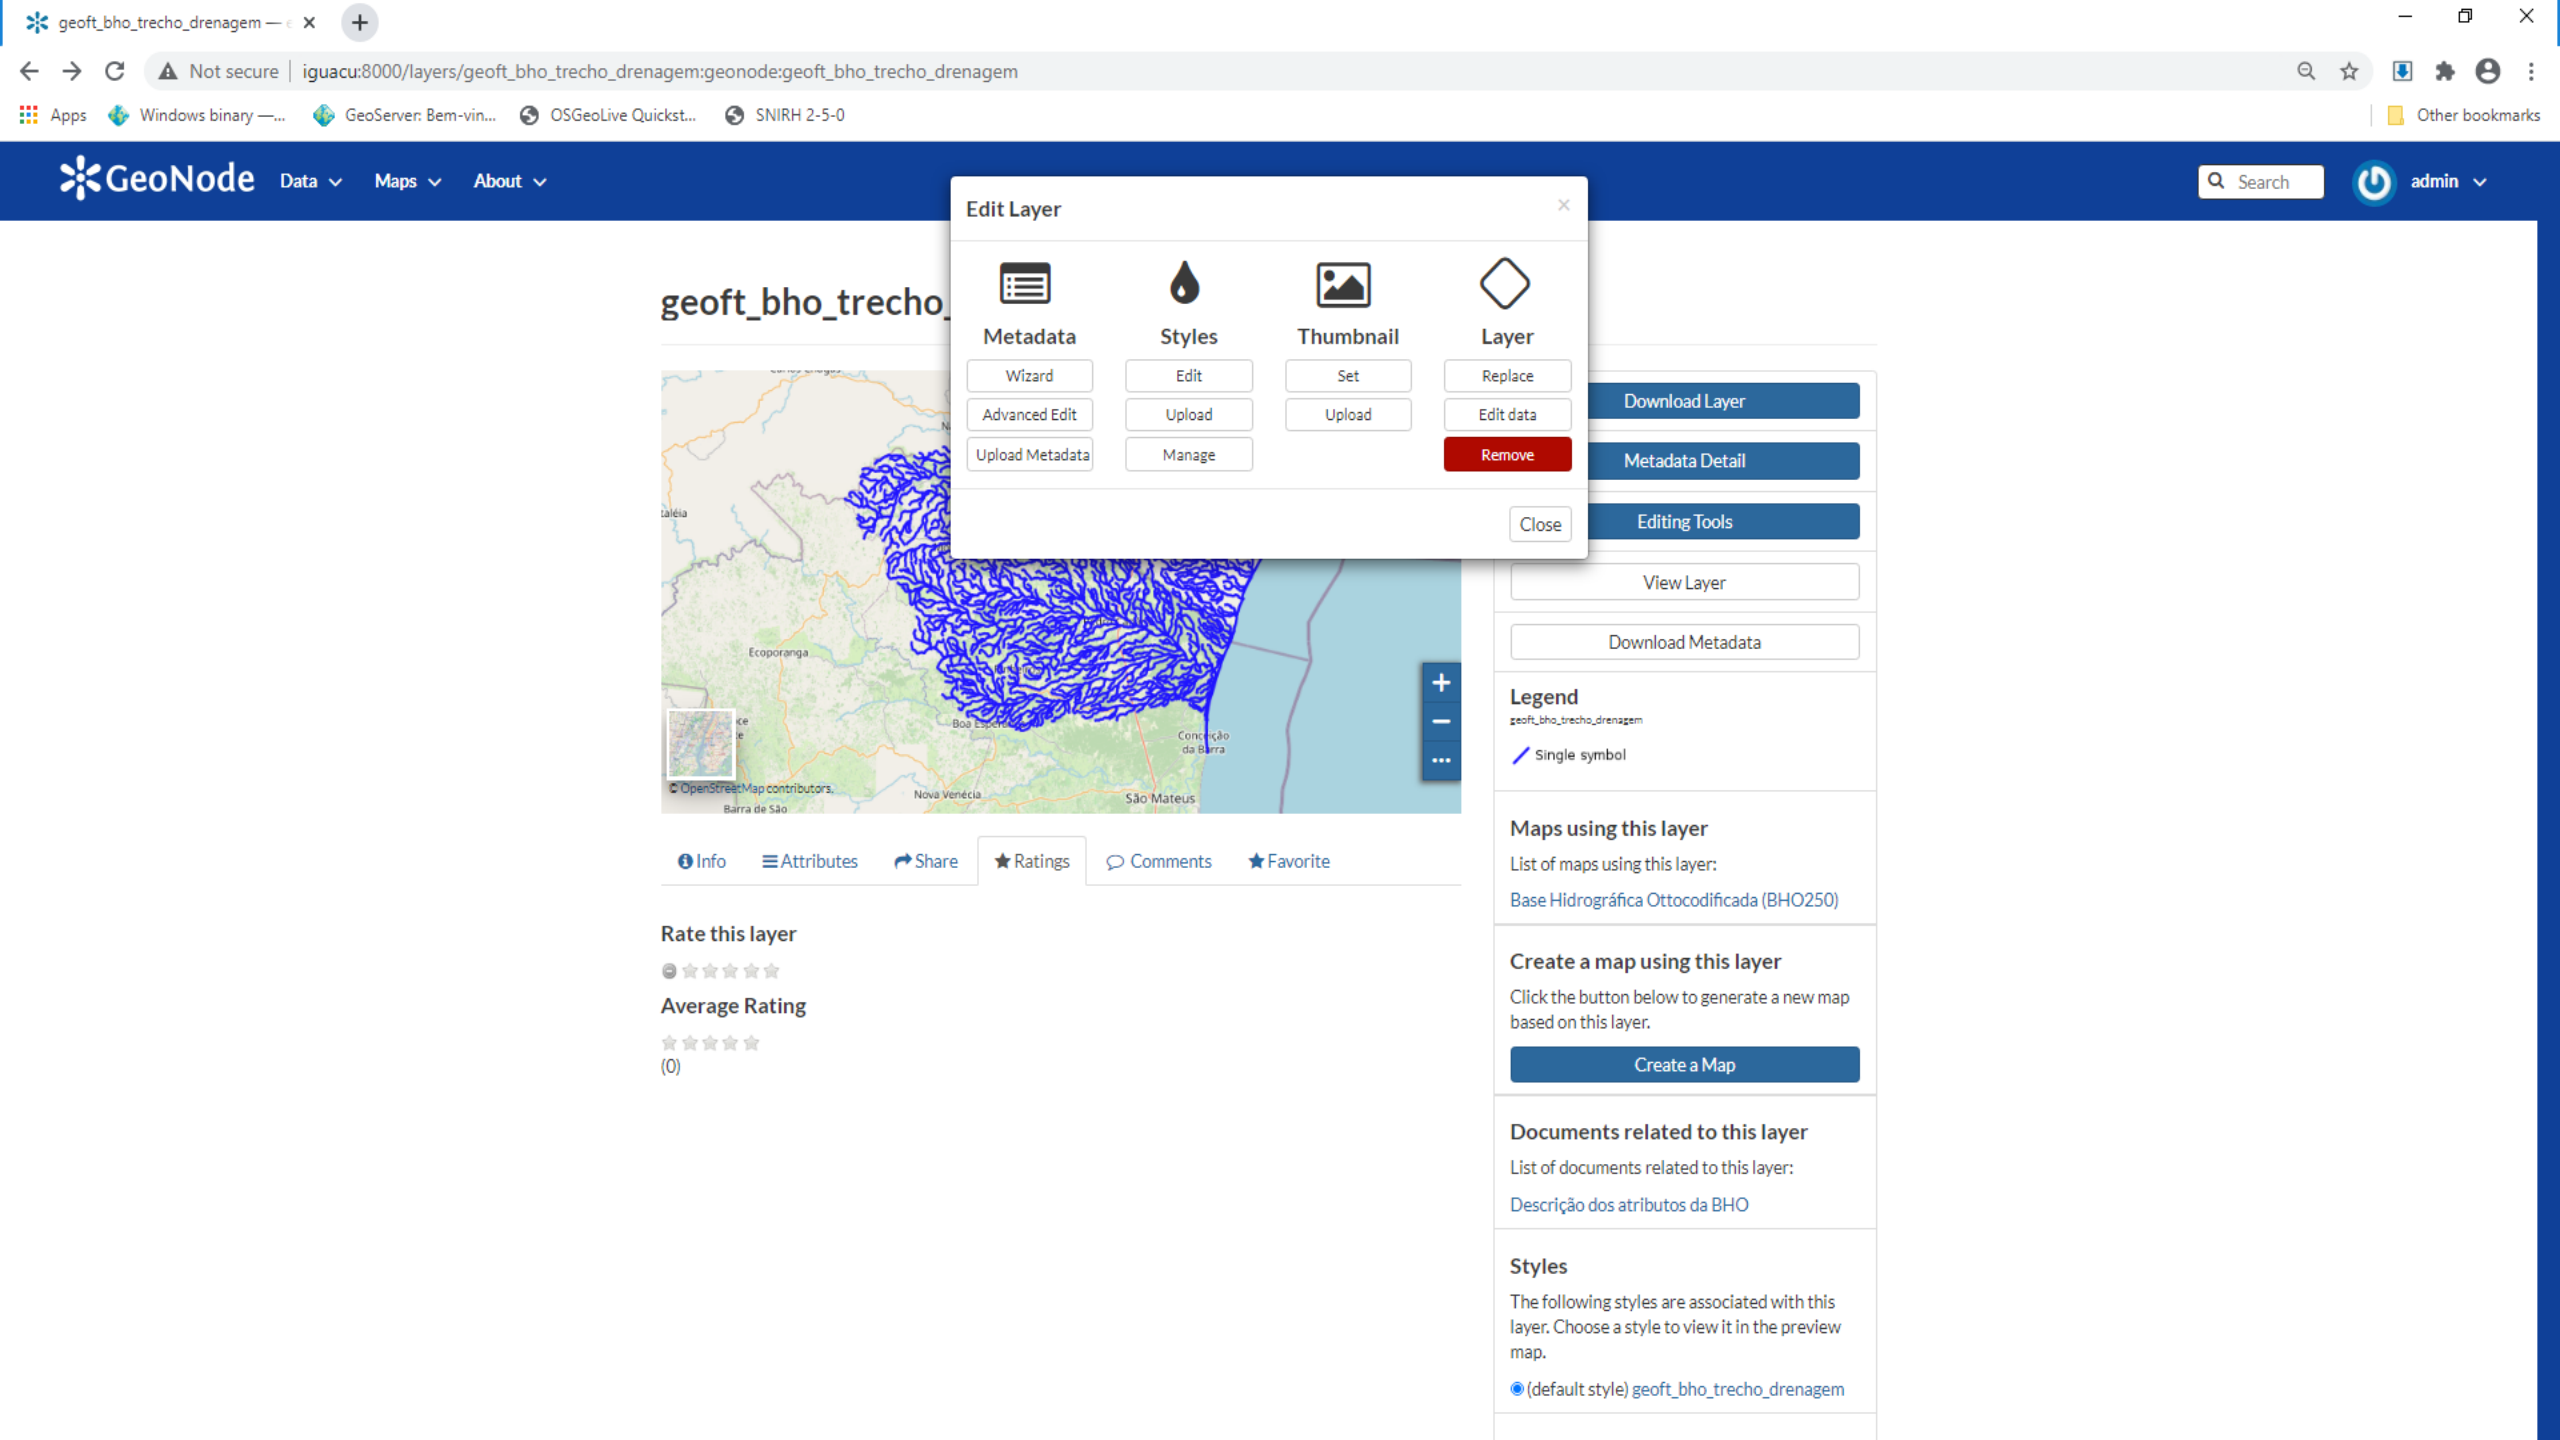 geoft_bho_trecho_drenagem —
Not secure
iguacu:8000/layers/geoft_bho_trecho_drenagem:geonode:geoft_bho_trecho_drenagem
Apps
Windows binary —...
GeoServer: Bem-vin...
OSGeoLive Quickst...
SNIRH 2-5-0
Other bookmarks
GeoNode
Data
Maps
About
Search
admin
Edit Layer
×
geoft_bho_trecho_
Metadata
Wizard
Advanced Edit
Upload Metadata
Styles
Edit
Upload
Manage
Thumbnail
Set
Upload
Layer
Replace
Edit data
Remove
Close
Download Layer
Metadata Detail
Editing Tools
View Layer
Download Metadata
taléia
Ecoporanga
Boa Esper
Conceição
da Barra
Nova Venécia
São Mateus
© OpenStreetMap contributors.
Barra de São
Legend
geoft_bho_trecho_drenagem
Single symbol
Maps using this layer
List of maps using this layer:
Base Hidrográfica Ottocodificada (BHO250)
Info
Attributes
Share
Ratings
Comments
Favorite
Rate this layer
Average Rating
(0)
Create a map using this layer
Click the button below to generate a new map
based on this layer.
Create a Map
Documents related to this layer
List of documents related to this layer:
Descrição dos atributos da BHO
Styles
The following styles are associated with this
layer. Choose a style to view it in the preview
map.
(default style) geoft_bho_trecho_drenagem